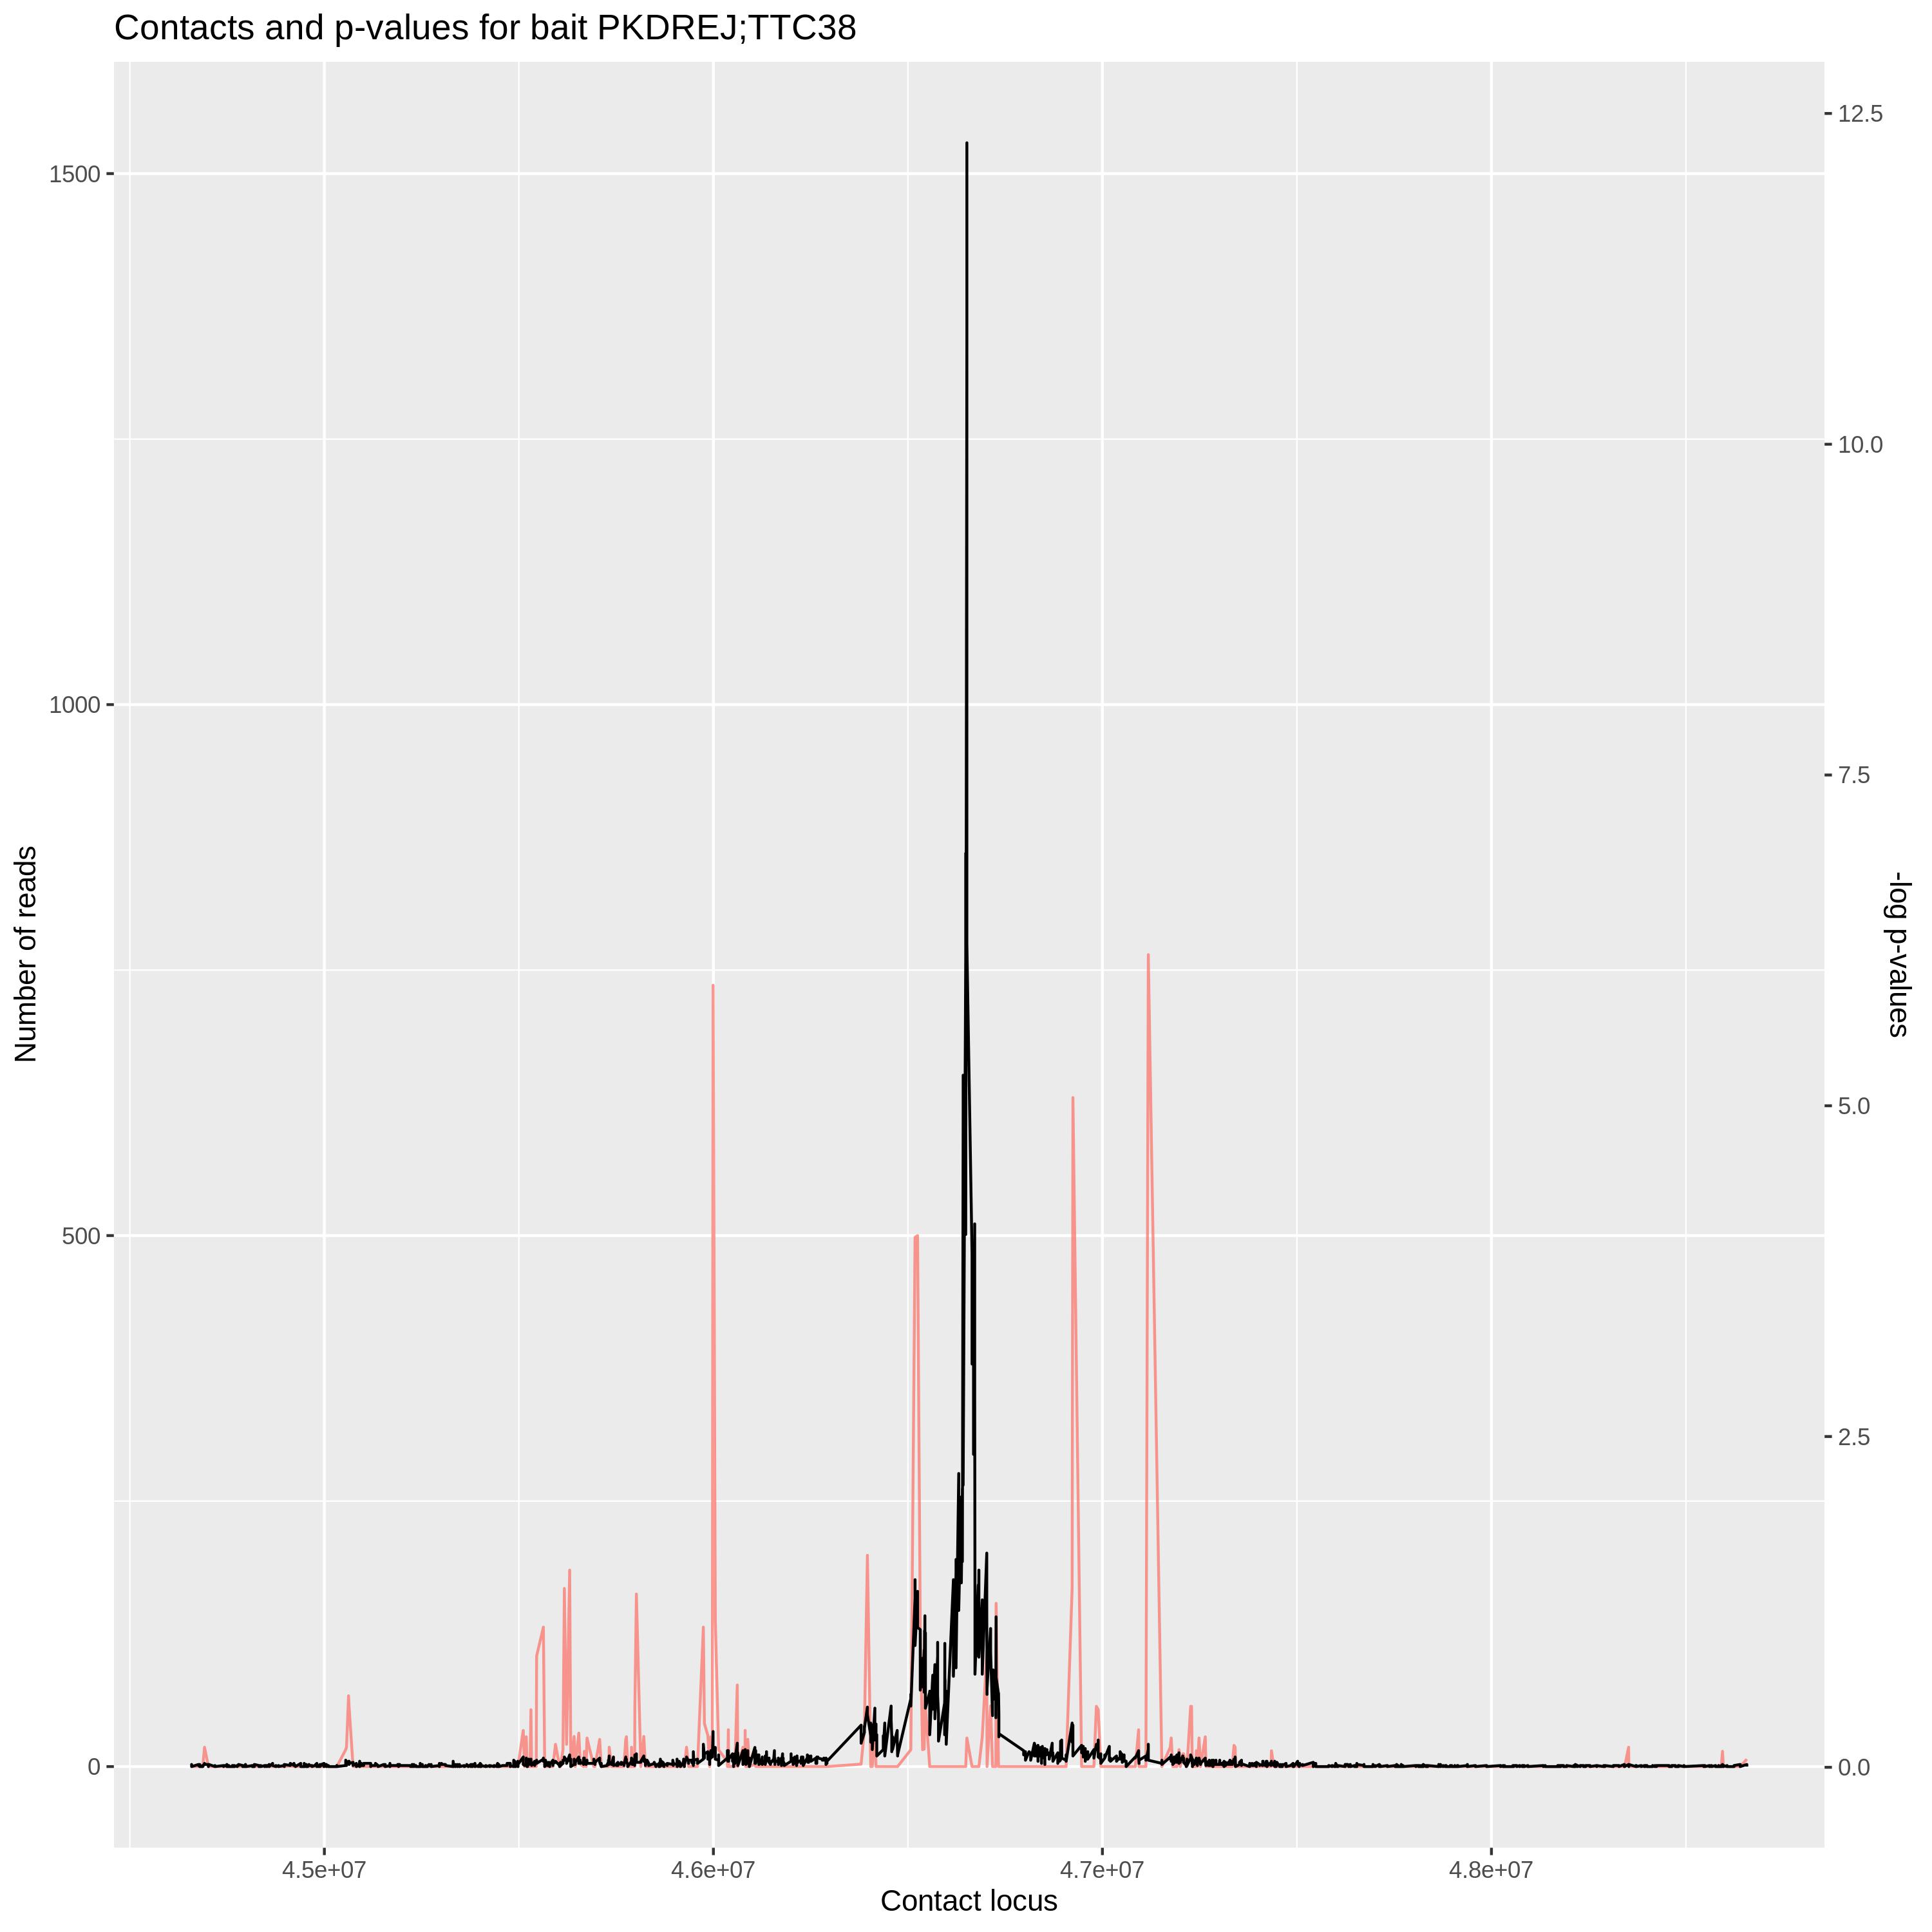 Contacts and p-values for bait PKDREJ;TTC38
Number of reads
1500
1000
500
0
12.5
10.0
7.5
5.0
2.5
0.0
-log p-values
4.5e+07
4.6e+07
4.7e+07
4.8e+07
Contact locus